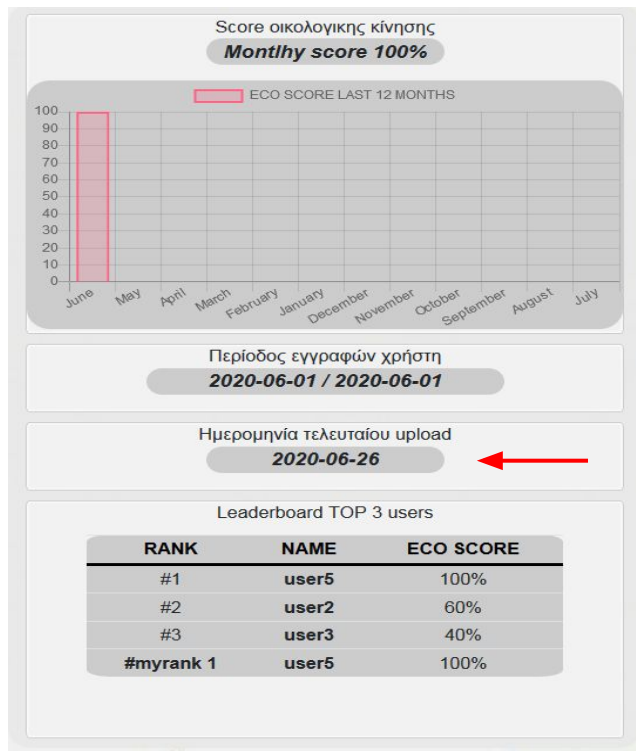 Score οικολογικης κίνησης
Montlhy score 100%
ECO SCORE LAST 12 MONTHS
100
90
80
70
60
50
40
30
20
10
0
June May April March February January December November October September August July
Περίοδος εγγραφών χρήστη
2020-06-01 / 2020-06-01
Ημερομηνία τελευταίου upload
2020-06-26
Leaderboard TOP 3 users
RANK NAME ECO SCORE
#1 user5 100%
#2 user2 60%
#3 user3 40%
#myrank 1 user5 100%